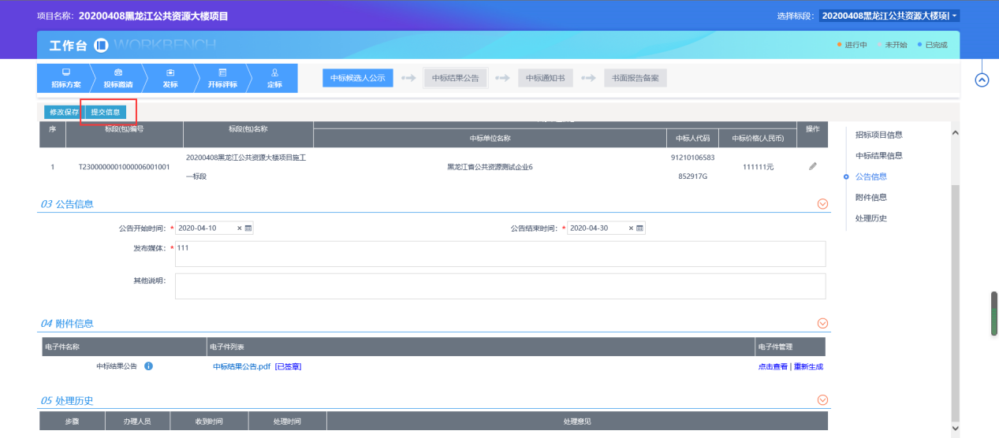 项目名称: 20200408黑龙江公共资源大楼项目
选择标段: 20200408黑龙江公共资源大楼项目
工作台 WORKBENCH
进行中 未开始 已完成
招标方案 投标邀请 发标 开标评标 定标
中标候选人公示 中标结果公告 中标通知书 书面报告备案
修改保存 提交信息
序 标段(包)编号 标段(包)名称 操作
中标单位名称 中标人代码 中标价格(人民币)
1 T2300000001000006001001 20200408黑龙江公共资源大楼项目施工一标段 黑龙江省公共资源测试企业6 91210106583852917G 111111元
招标项目信息
中标结果信息
公告信息
附件信息
处理历史
03 公告信息
公告开始时间: * 2020-04-10 公告结束时间: * 2020-04-30
发布媒体: * 111
其他说明:
04 附件信息
电子件名称 电子件列表 电子件管理
中标结果公告 中标结果公告.pdf [已签章] 点击查看 | 重新生成
05 处理历史
步骤 办理人员 收到时间 处理时间 处理意见